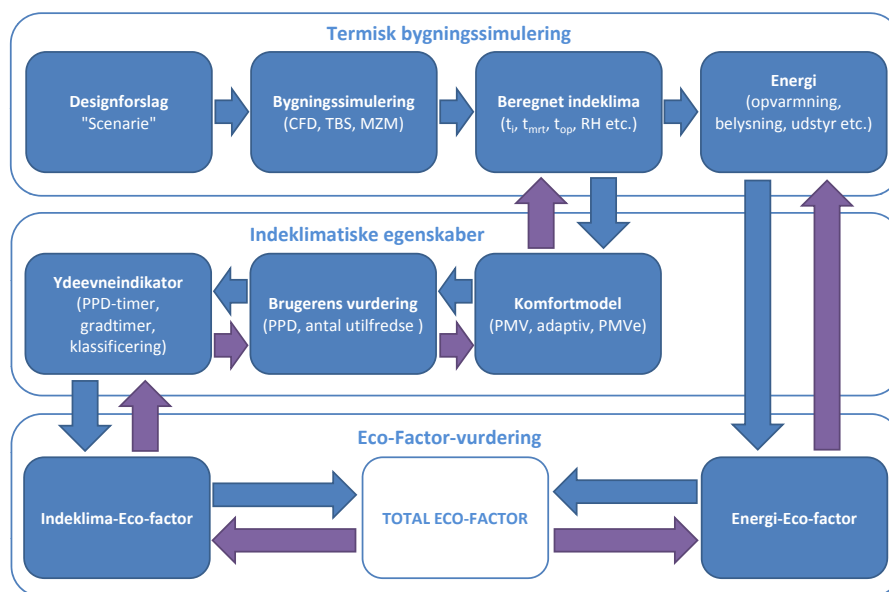 Termisk bygningssimulering
Designforslag
"Scenarie"
Bygningssimulering
(CFD, TBS, MZM)
Beregnet indeklima
(tᵢ, tₘᵣₜ, tₒₚ, RH etc.)
Energi
(opvarmning,
belysning, udstyr etc.)
Indeklimatiske egenskaber
Ydeevneindikator
(PPD-timer,
gradtimer,
klassificering)
Brugerens vurdering
(PPD, antal utilfredse )
Komfortmodel
(PMV, adaptiv, PMVe)
Eco-Factor-vurdering
Indeklima-Eco-factor
TOTAL ECO-FACTOR
Energi-Eco-factor